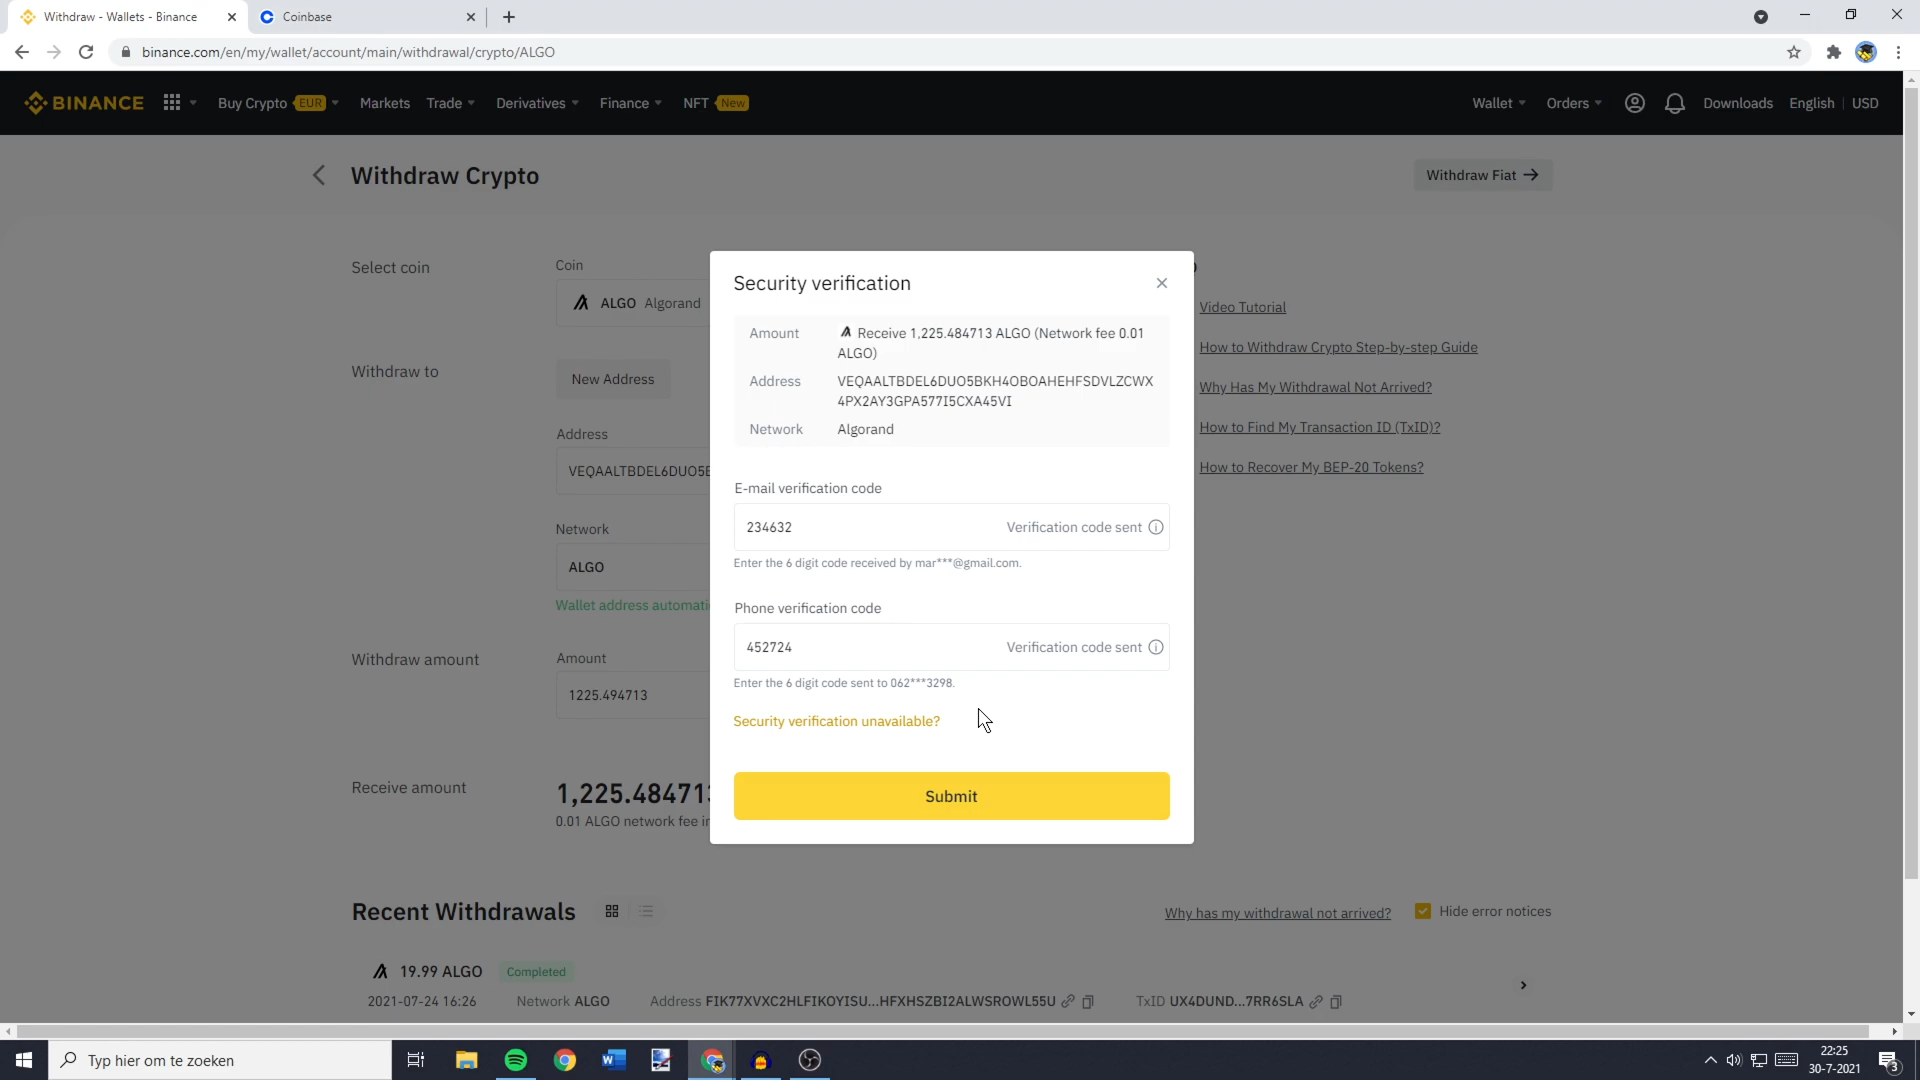 Withdraw - Wallets - Binance
Coinbase
binance.com/en/my/wallet/account/main/withdrawal/crypto/ALGO
BINANCE
Buy Crypto EUR
Markets
Trade
Derivatives
Finance
NFT New
Wallet
Orders
Downloads
English
USD
Withdraw Crypto
Withdraw Fiat
Select coin
Coin
ALGO Algorand
Withdraw to
New Address
Address
VEQAALTBDEL6DUO5B
Network
ALGO
Wallet address automati
Withdraw amount
Amount
1225.494713
Receive amount
1,225.484713
0.01 ALGO network fee in
Security verification
Amount
Receive 1,225.484713 ALGO (Network fee 0.01
ALGO)
Address
VEQAALTBDEL6DUO5BKH4OBOAHEHFSDVLZCWX
4PX2AY3GPA577I5CXA45VI
Network
Algorand
E-mail verification code
234632
Verification code sent
Enter the 6 digit code received by mar***@gmail.com.
Phone verification code
452724
Verification code sent
Enter the 6 digit code sent to 062***3298.
Security verification unavailable?
Submit
Video Tutorial
How to Withdraw Crypto Step-by-step Guide
Why Has My Withdrawal Not Arrived?
How to Find My Transaction ID (TxID)?
How to Recover My BEP-20 Tokens?
Recent Withdrawals
Why has my withdrawal not arrived?
Hide error notices
19.99 ALGO
Completed
2021-07-24 16:26
Network ALGO
Address FIK77XVXC2HLFIKOYISU...HFXHSZBI2ALWSROWL55U
TxID UX4DUND...7RR6SLA
Typ hier om te zoeken
22:25
30-7-2021
3